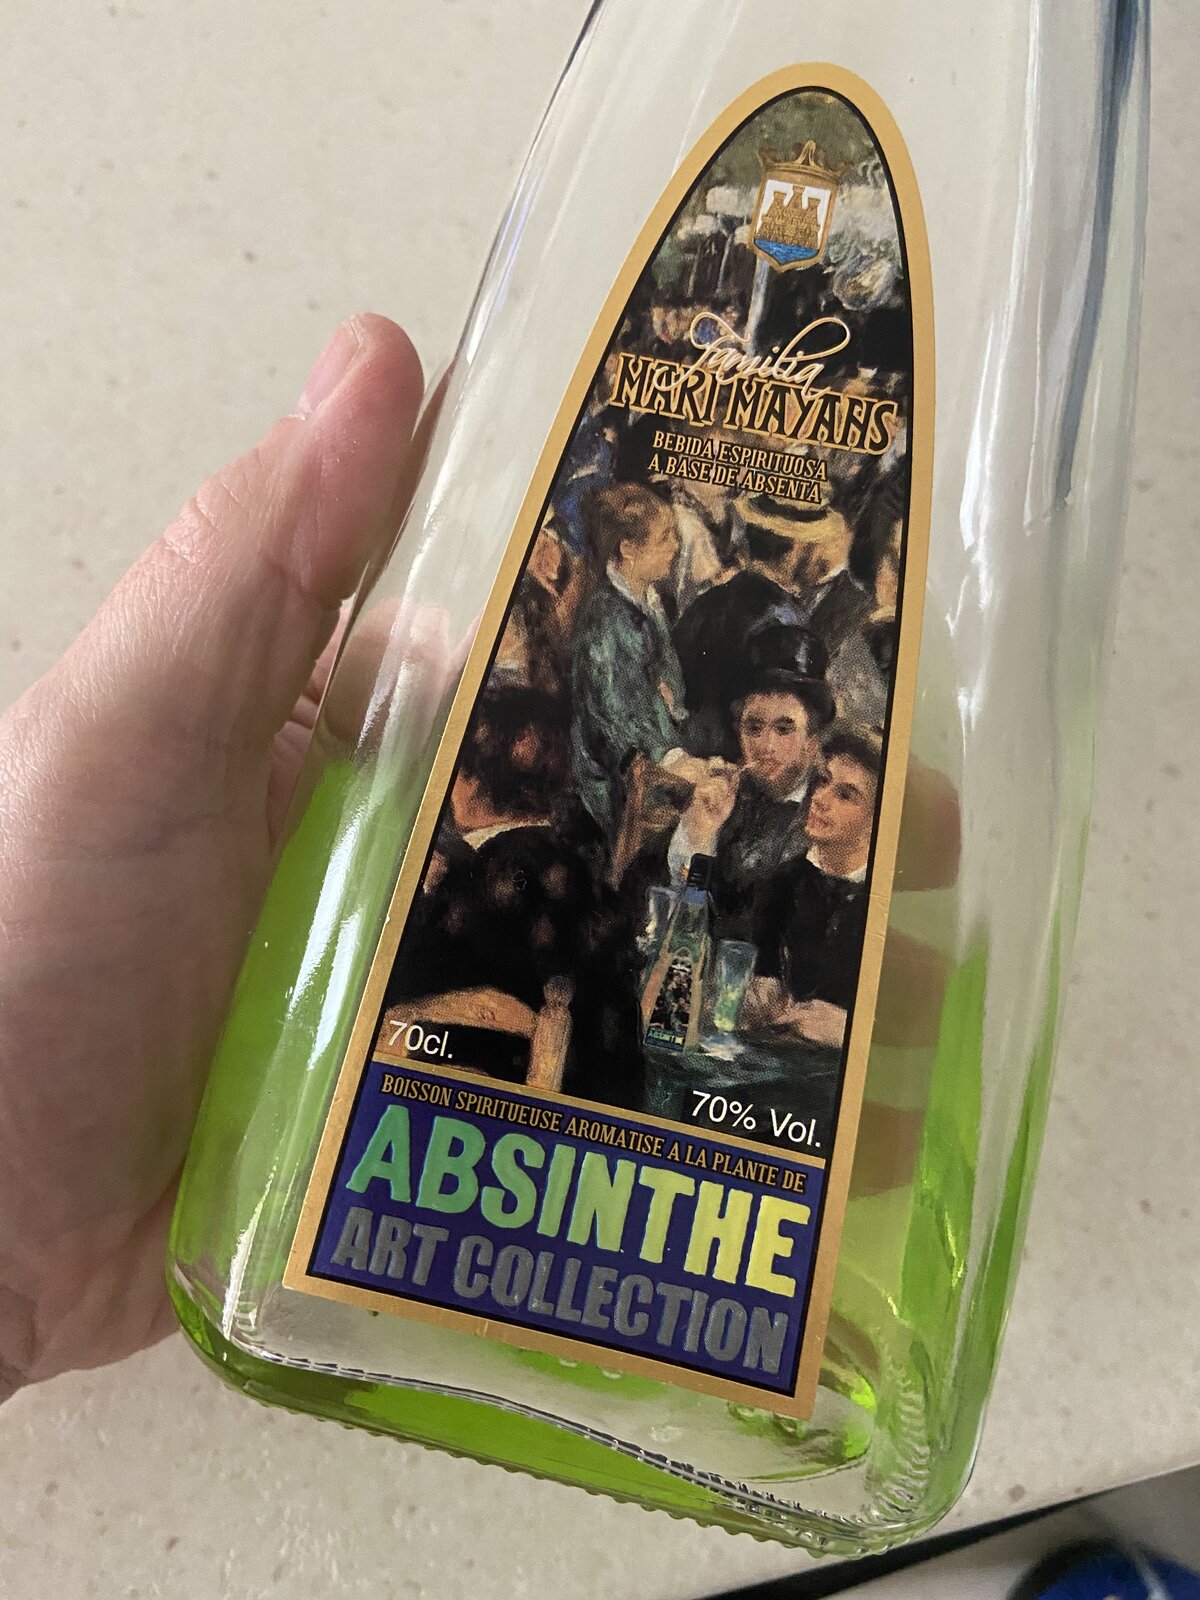 Familia
MARI MAYANS
BEBIDA ESPIRITUOSA
A BASE DE ABSENTA
ABSINTHE
70cl.
70% Vol.
BOISSON SPIRITUEUSE AROMATISE A LA PLANTE DE
ABSINTHE
ART COLLECTION